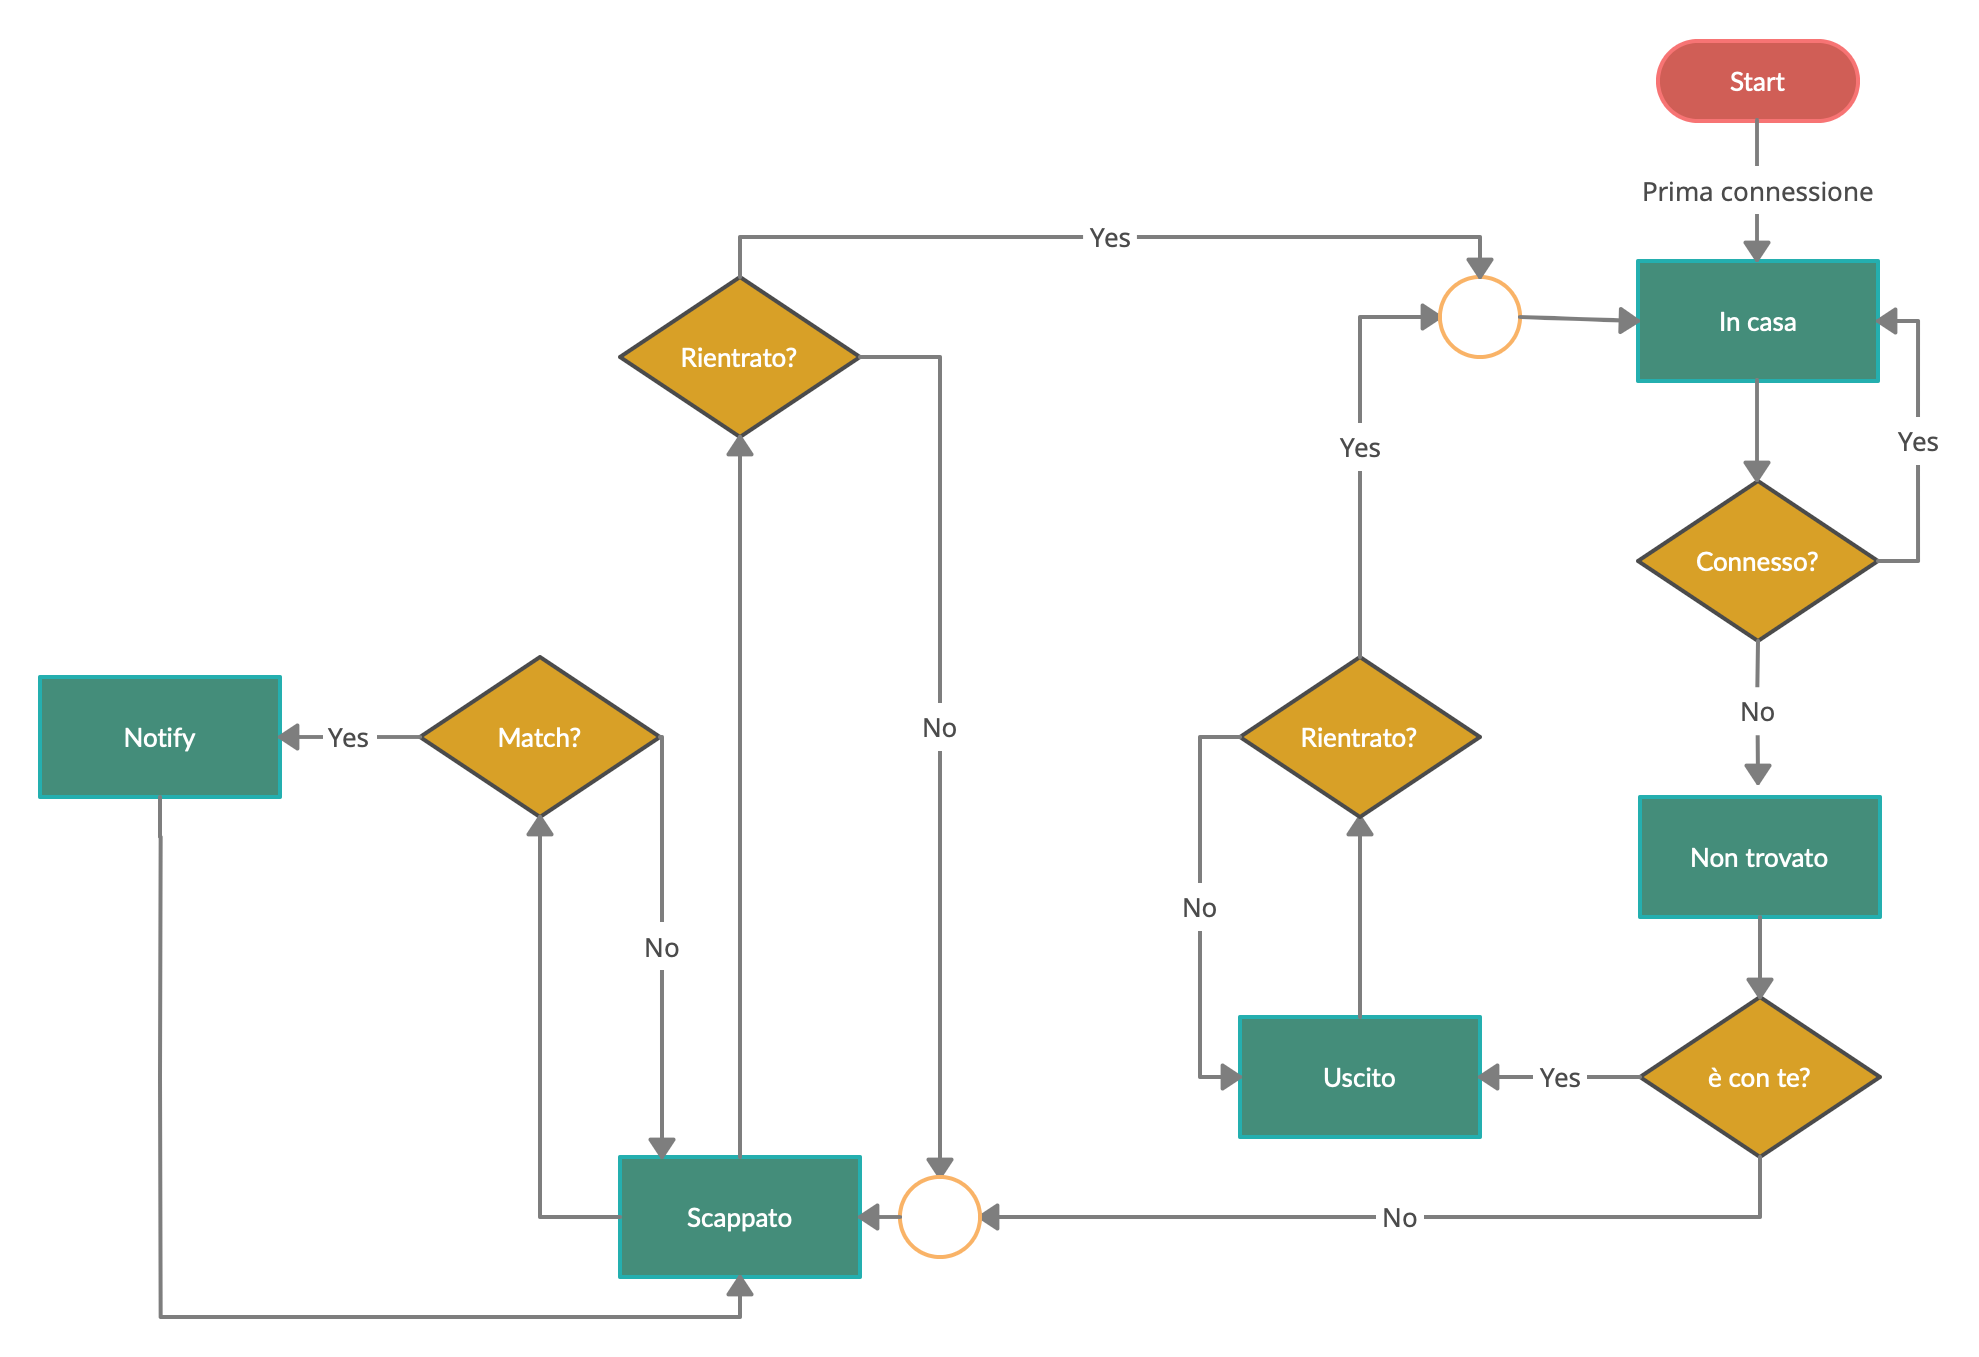 Start
Prima connessione
Yes
In casa
Rientrato?
Yes
Yes
Connesso?
No
No
Notify
Yes
Match?
Rientrato?
Non trovato
No
No
Uscito
Yes
è con te?
Scappato
No